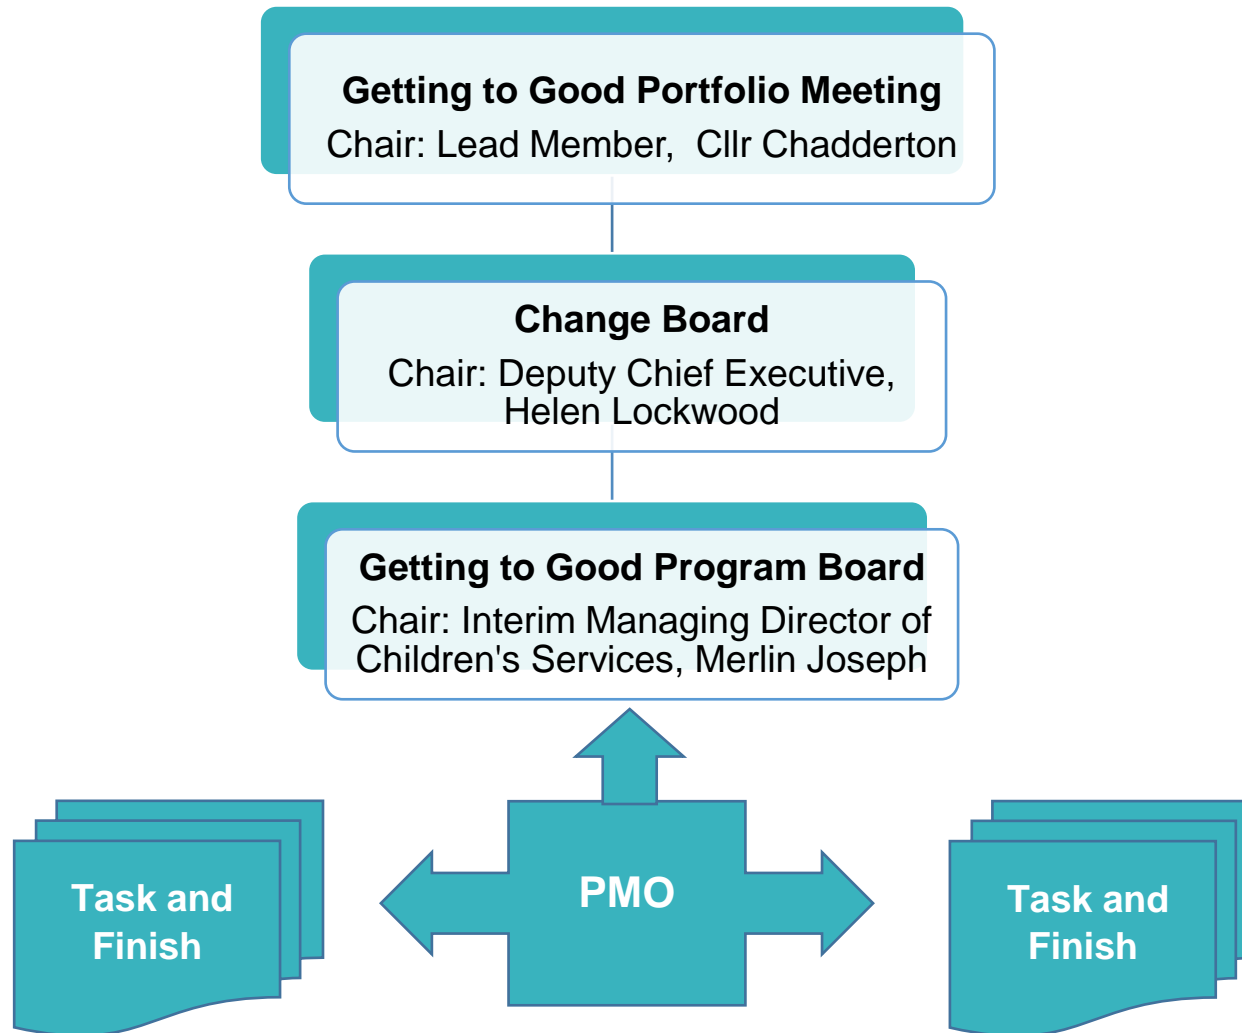 Getting to Good Portfolio Meeting
Chair: Lead Member,  Cllr Chadderton
Change Board
Chair: Deputy Chief Executive,
Helen Lockwood
Getting to Good Program Board
Chair: Interim Managing Director of
Children's Services, Merlin Joseph
Task and
Finish
PMO
Task and
Finish